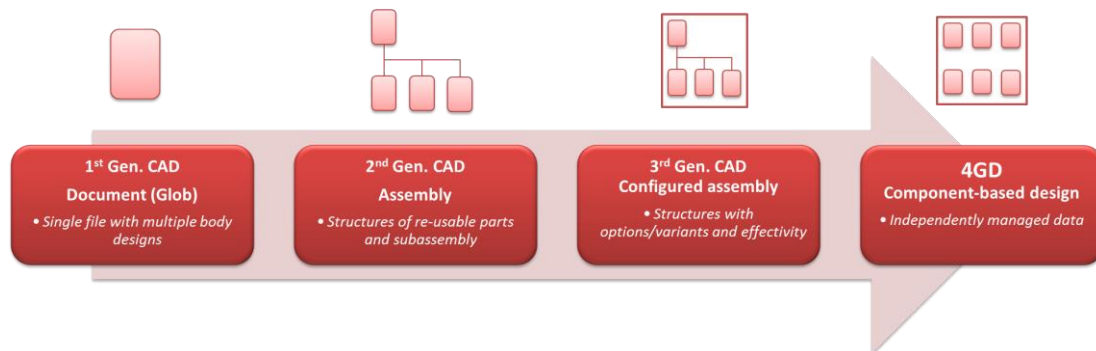 1st Gen. CAD
Document (Glob)
• Single file with multiple body
designs
2nd Gen. CAD
Assembly
• Structures of re-usable parts
and subassembly
3rd Gen. CAD
Configured assembly
• Structures with
options/variants and effectivity
4GD
Component-based design
• Independently managed data